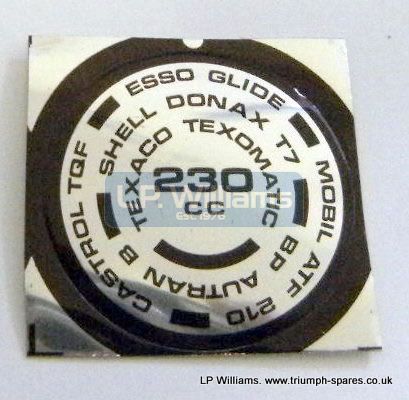 ESSO GLIDE
MOBIL ATF 210
BP AUTRAN B
CASTROL TQF
SHELL DONAX T7
TEXACO TEXOMATIC
230
CC
L.P. Williams
Est 1976
LP Williams. www.triumph-spares.co.uk